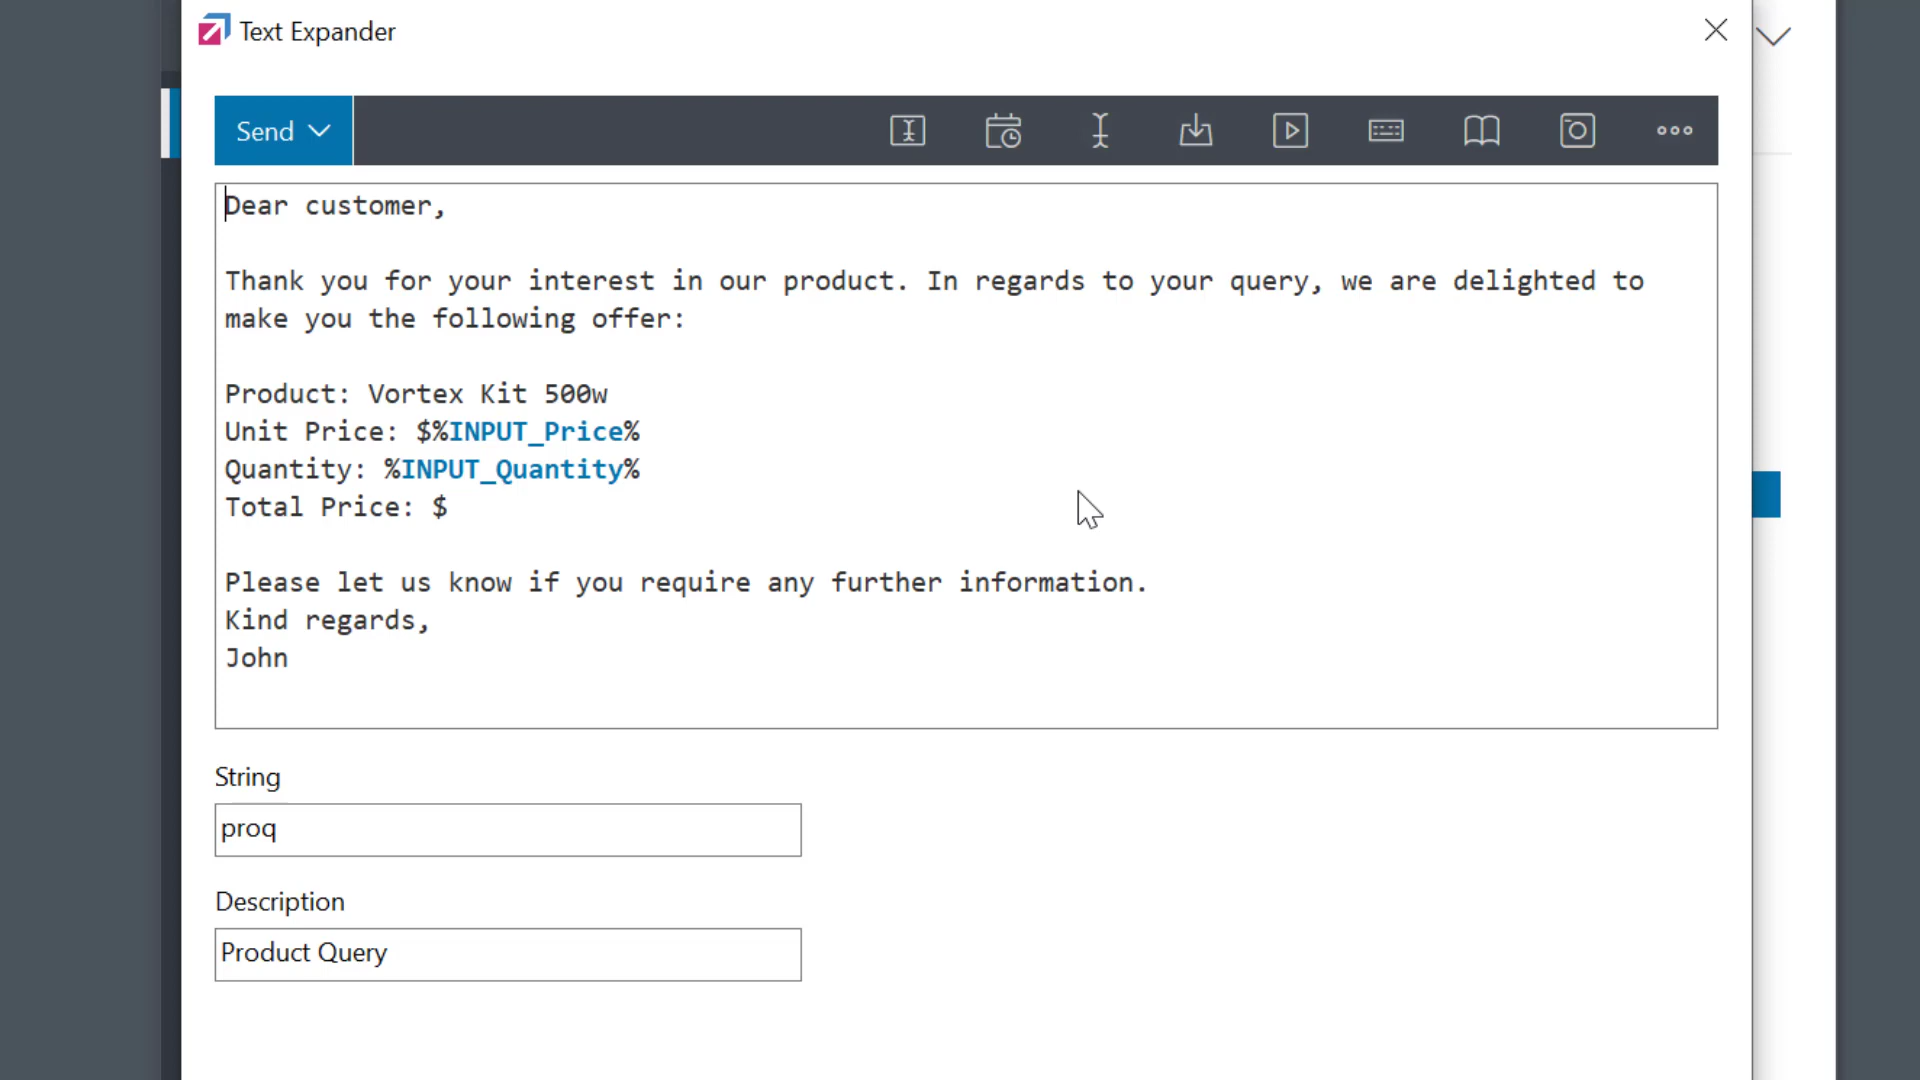 Text Expander
Send
Dear customer,
Thank you for your interest in our product. In regards to your query, we are delighted to
make you the following offer:
Product: Vortex Kit 500w
Unit Price: $%INPUT_Price%
Quantity: %INPUT_Quantity%
Total Price: $
Please let us know if you require any further information.
Kind regards,
John
String
proq
Description
Product Query